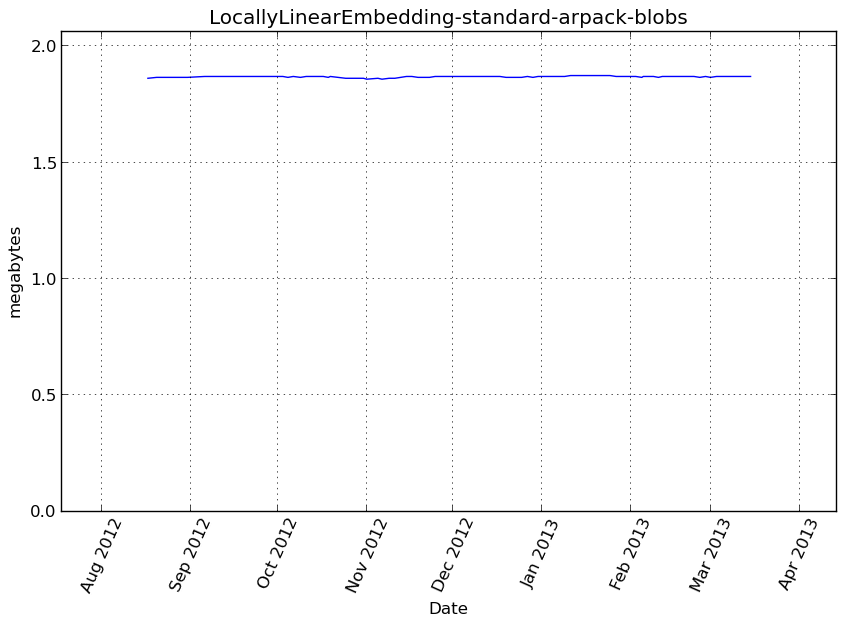 LocallyLinearEmbedding-standard-arpack-blobs
2.0
1.5
1.0
0.5
0.0
megabytes
Aug 2012
Sep 2012
Oct 2012
Nov 2012
Dec 2012
Jan 2013
Feb 2013
Mar 2013
Apr 2013
Date